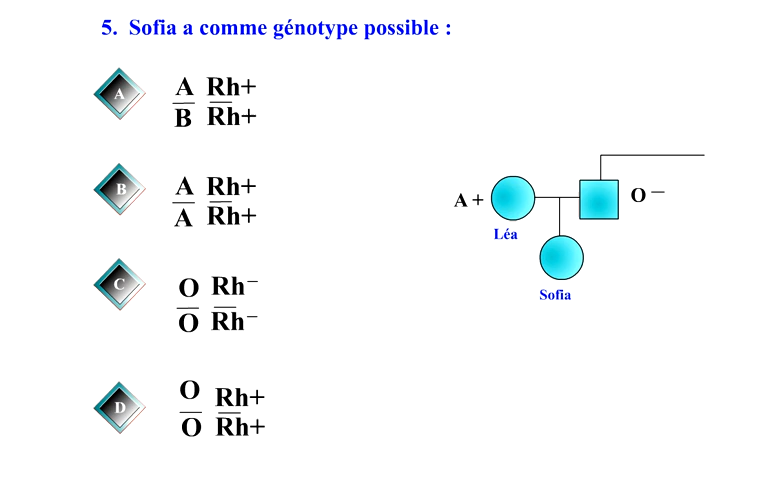 5. Sofia a comme génotype possible :
A
A Rh+
B Rh+
B
A Rh+
A Rh+
C
O Rh−
O Rh−
D
O Rh+
O Rh+
A +
O −
Léa
Sofia